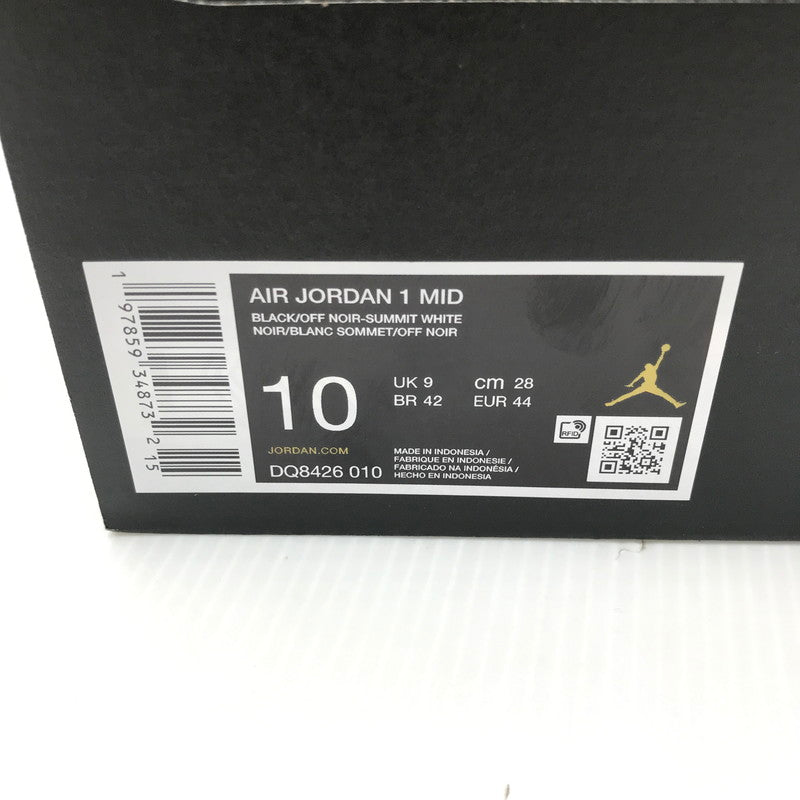 AIR JORDAN 1 MID
BLACK/OFF NOIR-SUMMIT WHITE
NOIR/BLANC SOMMET/OFF NOIR
10
UK 9 cm 28
BR 42 EUR 44
JORDAN.COM
DQ8426 010
MADE IN INDONESIA /
FABRIQUE EN INDONESIE /
FABRICADO NA INDONÉSIA /
HECHO EN INDONESIA
RFID
1 97859 34873 2 15